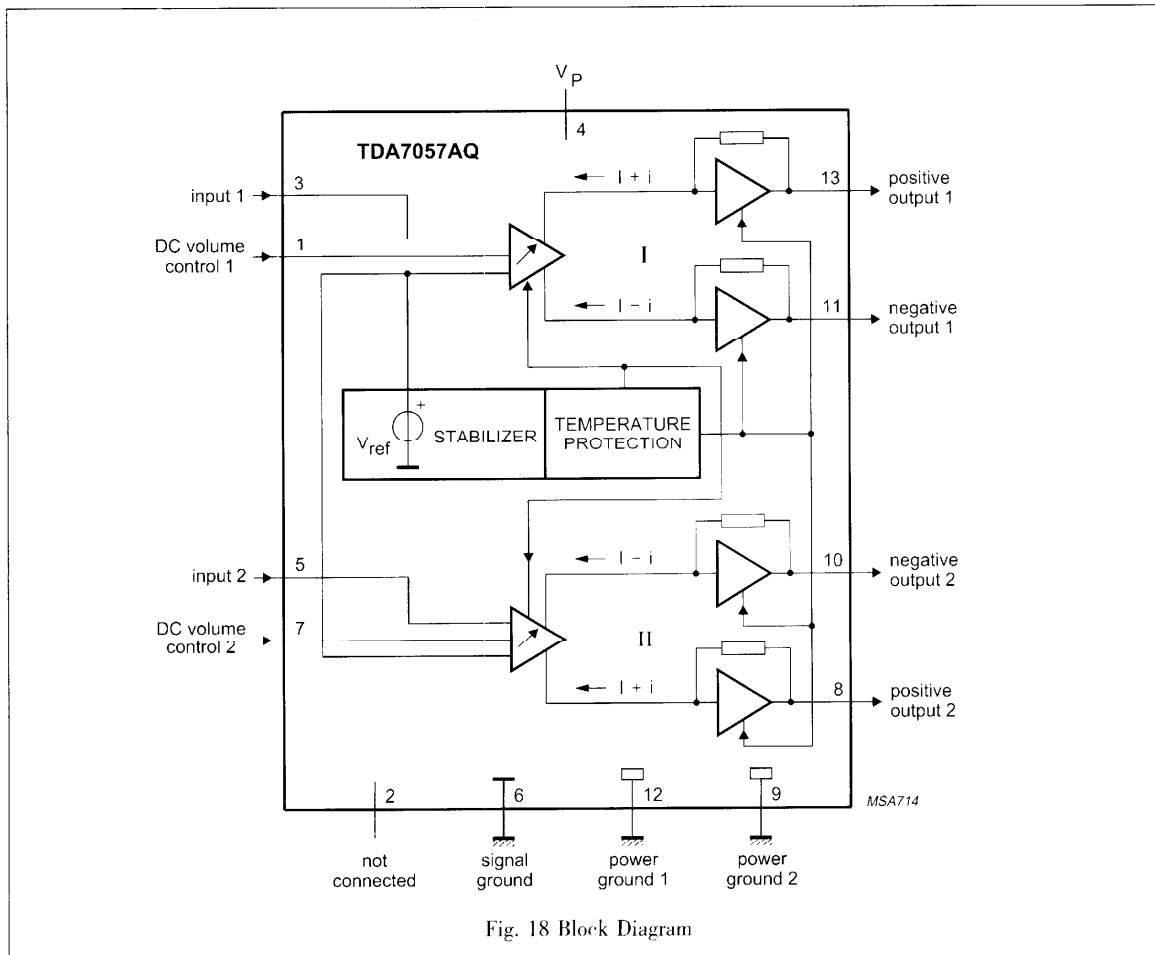 V P
4
TDA7057AQ
input 1
3
I + i
13
positive
output 1
DC volume
control 1
1
I
I − i
11
negative
output 1
+
Vref
STABILIZER
TEMPERATURE
PROTECTION
input 2
5
I − i
10
negative
output 2
DC volume
control 2
7
II
I + i
8
positive
output 2
2
6
12
9
MSA714
not
connected
signal
ground
power
ground 1
power
ground 2
Fig. 18 Block Diagram